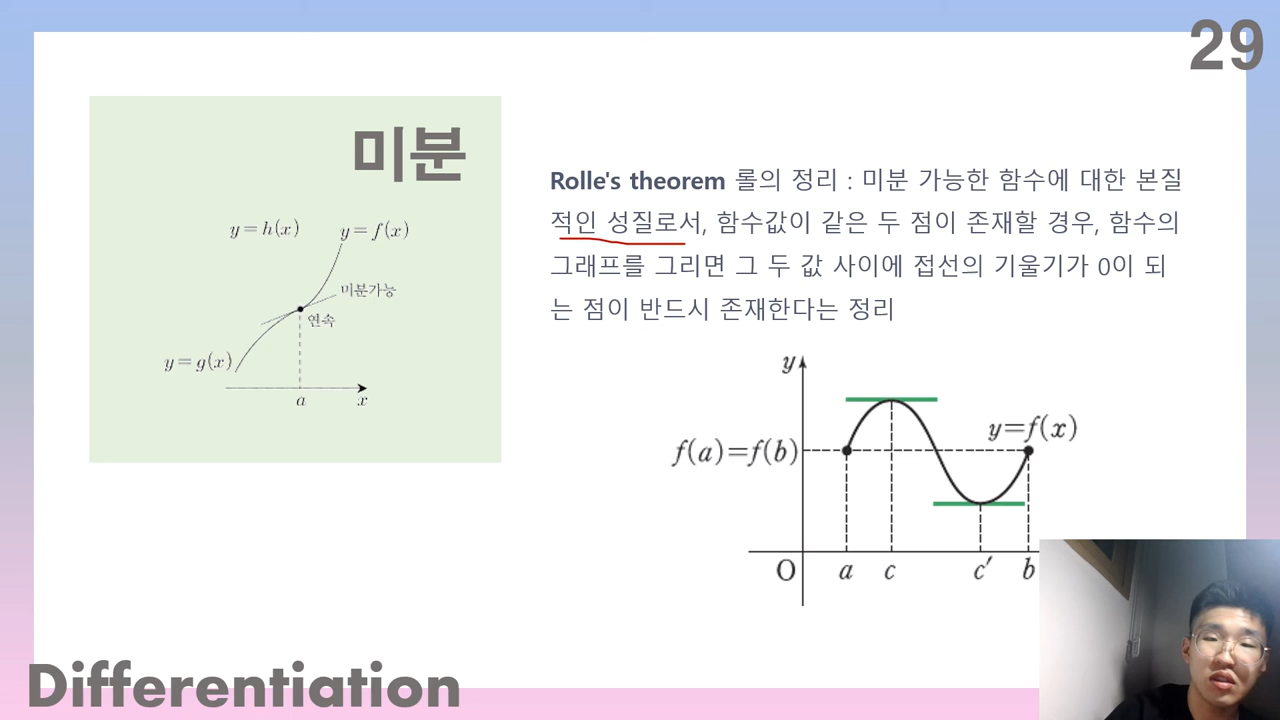 29
미분
y=h(x)
y=f(x)
미분가능
연속
y=g(x)
a
x
Rolle's theorem 롤의 정리 : 미분 가능한 함수에 대한 본질
적인 성질로서, 함수값이 같은 두 점이 존재할 경우, 함수의
그래프를 그리면 그 두 값 사이에 접선의 기울기가 0이 되
는 점이 반드시 존재한다는 정리
y
y=f(x)
f(a)=f(b)
O a c c′ b
Differentiation